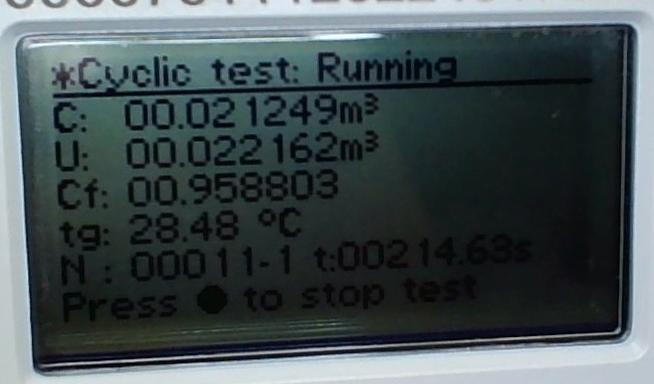 *Cyclic test: Running
C: 00.021249m³
U: 00.022162m³
Cf: 00.958803
tg: 28.48 °C
N : 00011-1 t:00214.63s
Press ● to stop test